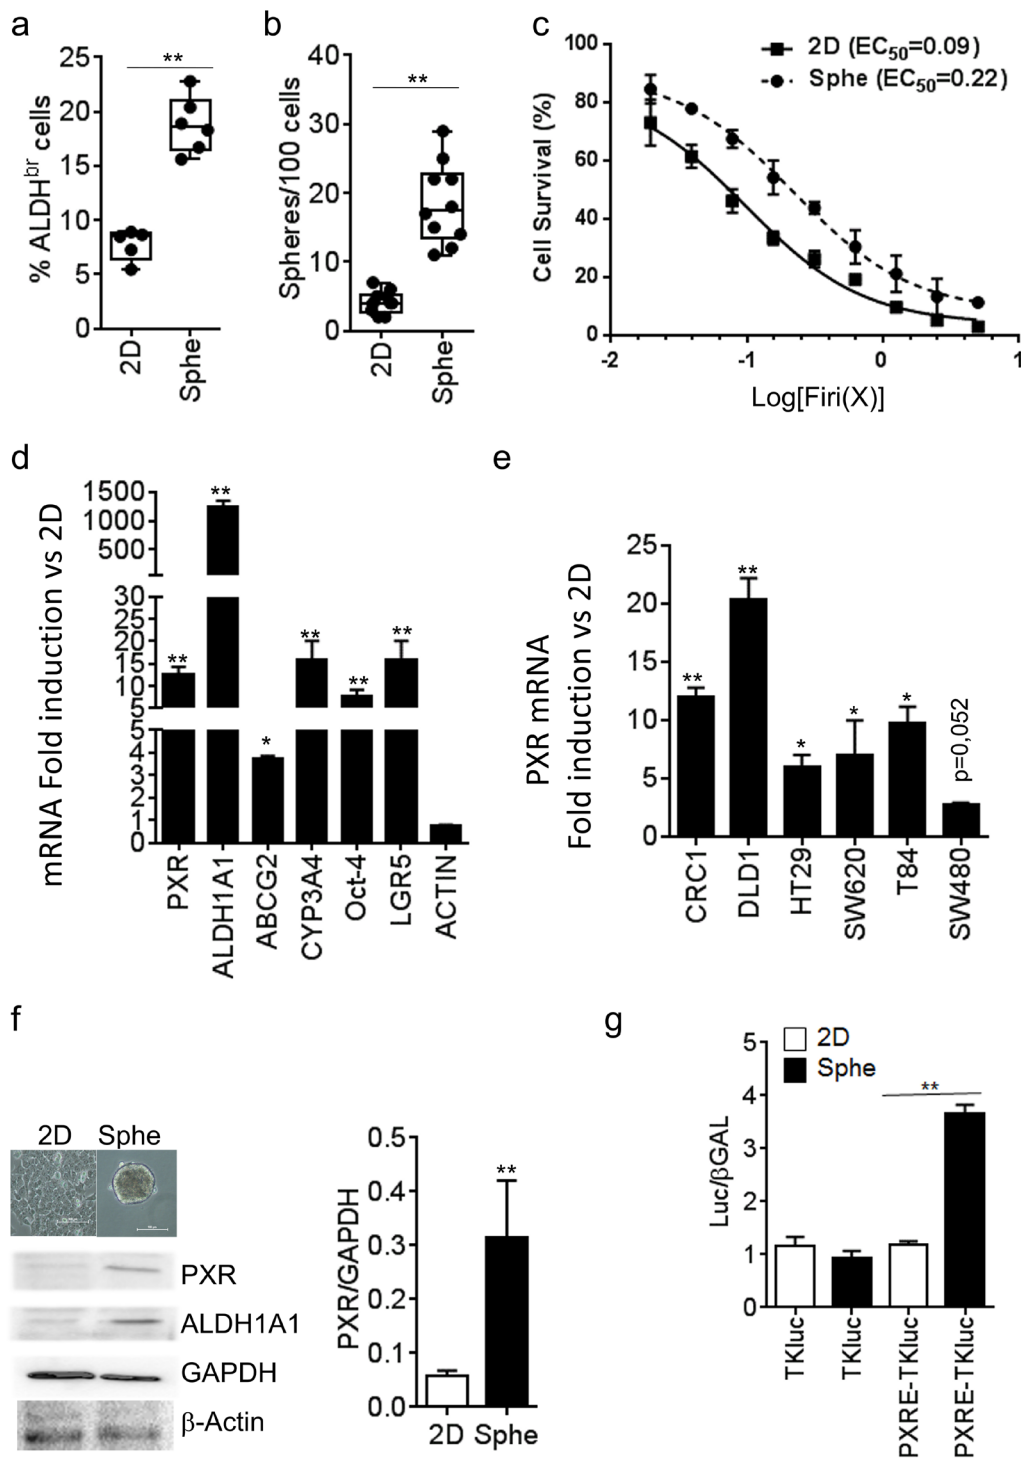 a
**
% ALDHbr cells
25
20
15
10
5
0
2D
Sphe
b
**
Spheres/100 cells
40
30
20
10
0
2D
Sphe
c
2D (EC50=0.09)
Sphe (EC50=0.22)
Cell Survival (%)
100
80
60
40
20
0
-2
-1
0
1
Log[Firi(X)]
d
mRNA Fold induction vs 2D
1500
1000
500
30
25
20
15
10
5
5
4
3
2
1
0
**
**
*
**
**
**
PXR
ALDH1A1
ABCG2
CYP3A4
Oct-4
LGR5
ACTIN
e
PXR mRNA
Fold induction vs 2D
25
20
15
10
5
0
**
**
*
*
*
p=0,052
CRC1
DLD1
HT29
SW620
T84
SW480
f
2D Sphe
PXR
ALDH1A1
GAPDH
β-Actin
PXR/GAPDH
0.5
0.4
0.3
0.2
0.1
0.0
**
2D Sphe
g
2D
Sphe
**
Luc/βGAL
5
4
3
2
1
0
TKluc
TKluc
PXRE-TKluc
PXRE-TKluc